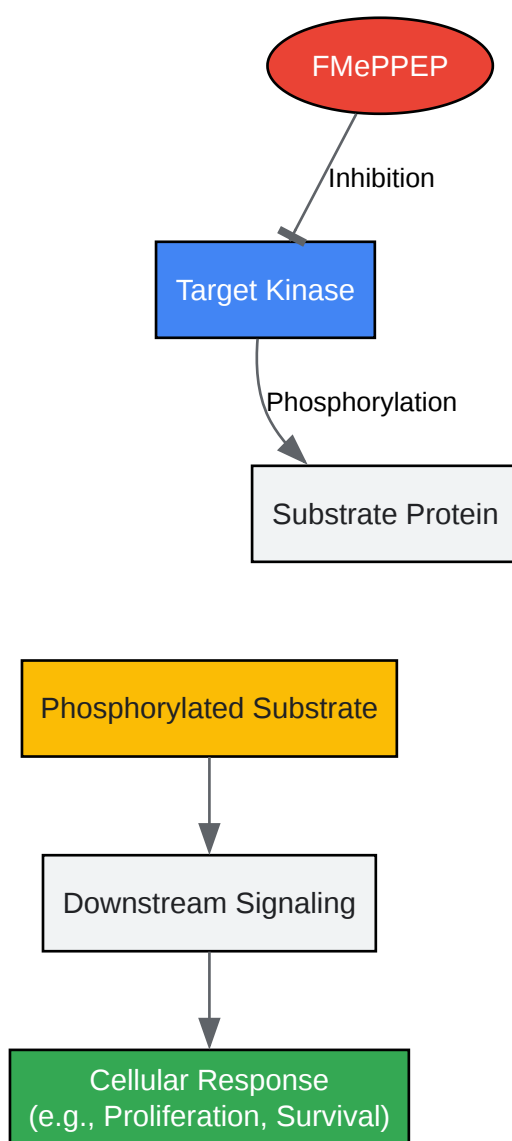 FMePPEP
Inhibition
Target Kinase
Phosphorylation
Substrate Protein
Phosphorylated Substrate
Downstream Signaling
Cellular Response
(e.g., Proliferation, Survival)